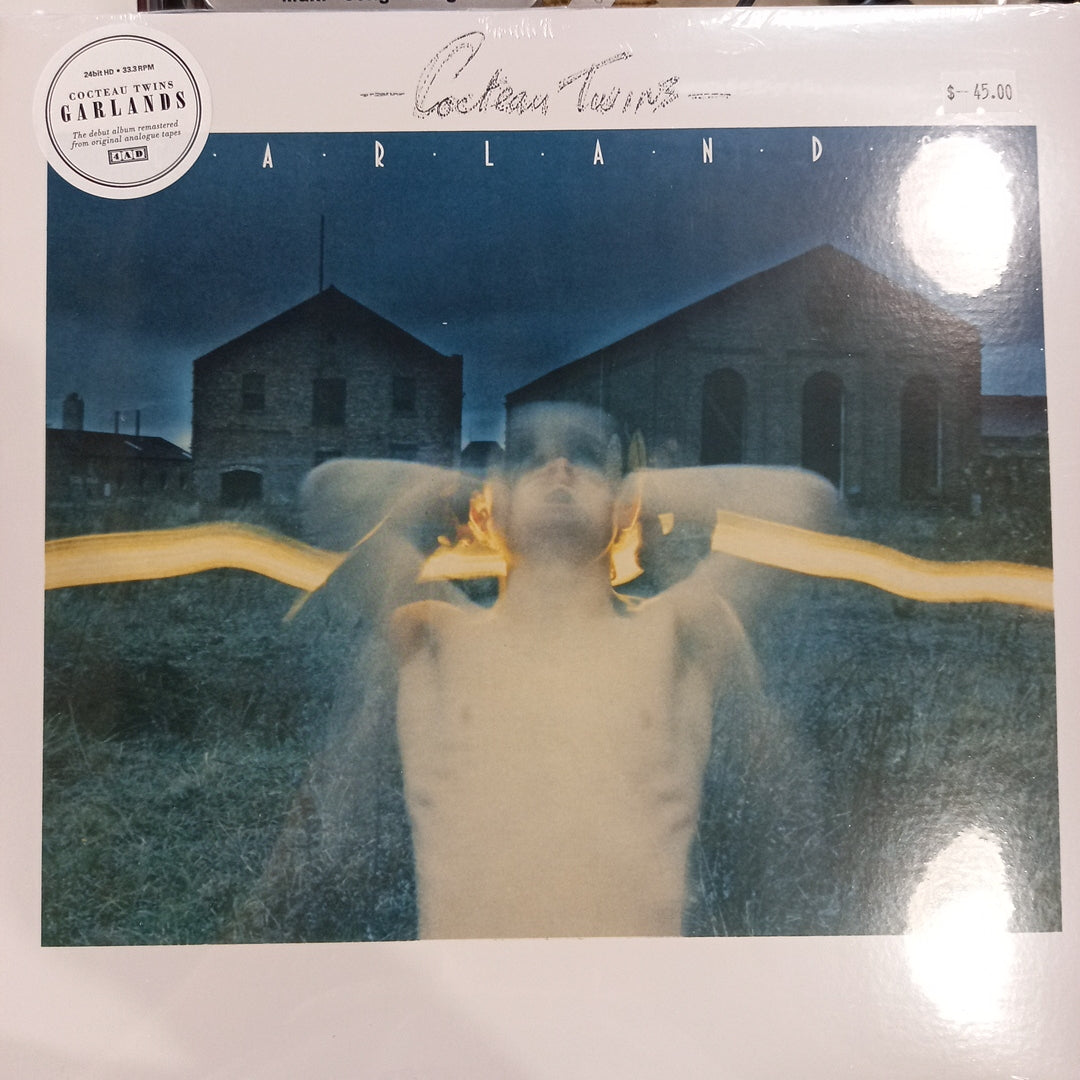 Cocteau Twins
$-- 45.00
24bit HD • 33.3 RPM
COCTEAU TWINS
GARLANDS
The debut album remastered
from original analogue tapes
4AD
· A · R · L · A · N · D · S